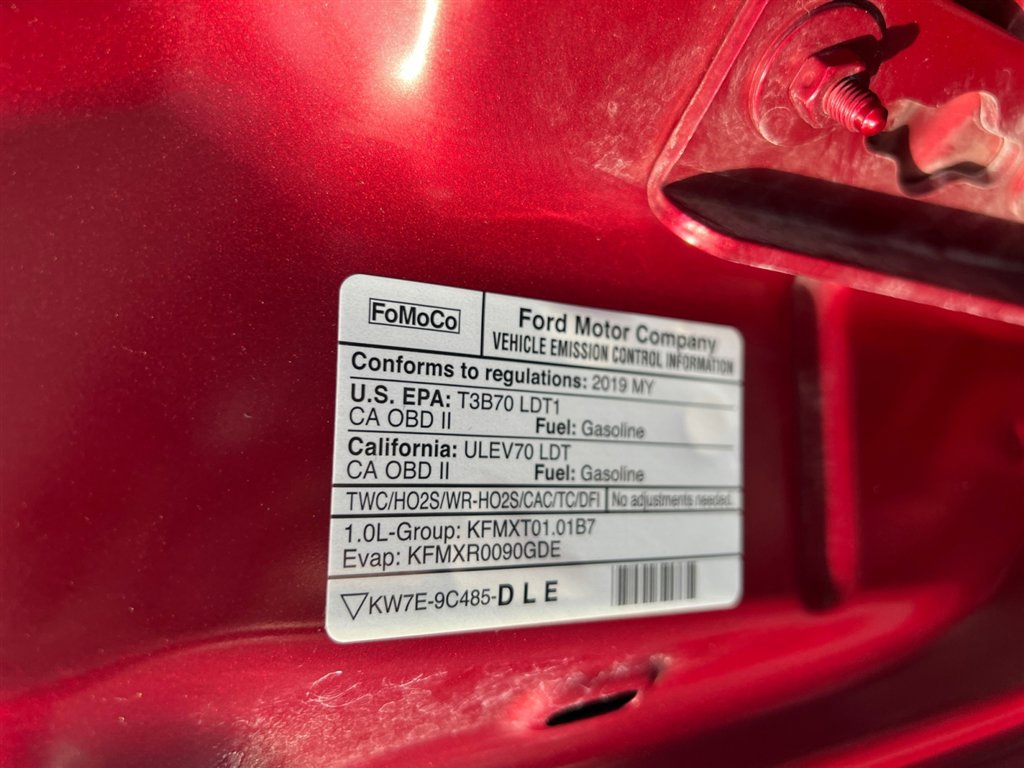 FoMoCo
Ford Motor Company
VEHICLE EMISSION CONTROL INFORMATION
Conforms to regulations: 2019 MY
U.S. EPA: T3B70 LDT1
CA OBD II Fuel: Gasoline
California: ULEV70 LDT
CA OBD II Fuel: Gasoline
TWC/HO2S/WR-HO2S/CAC/TC/DFI No adjustments needed.
1.0L-Group: KFMXT01.01B7
Evap: KFMXR0090GDE
KW7E-9C485-DLE